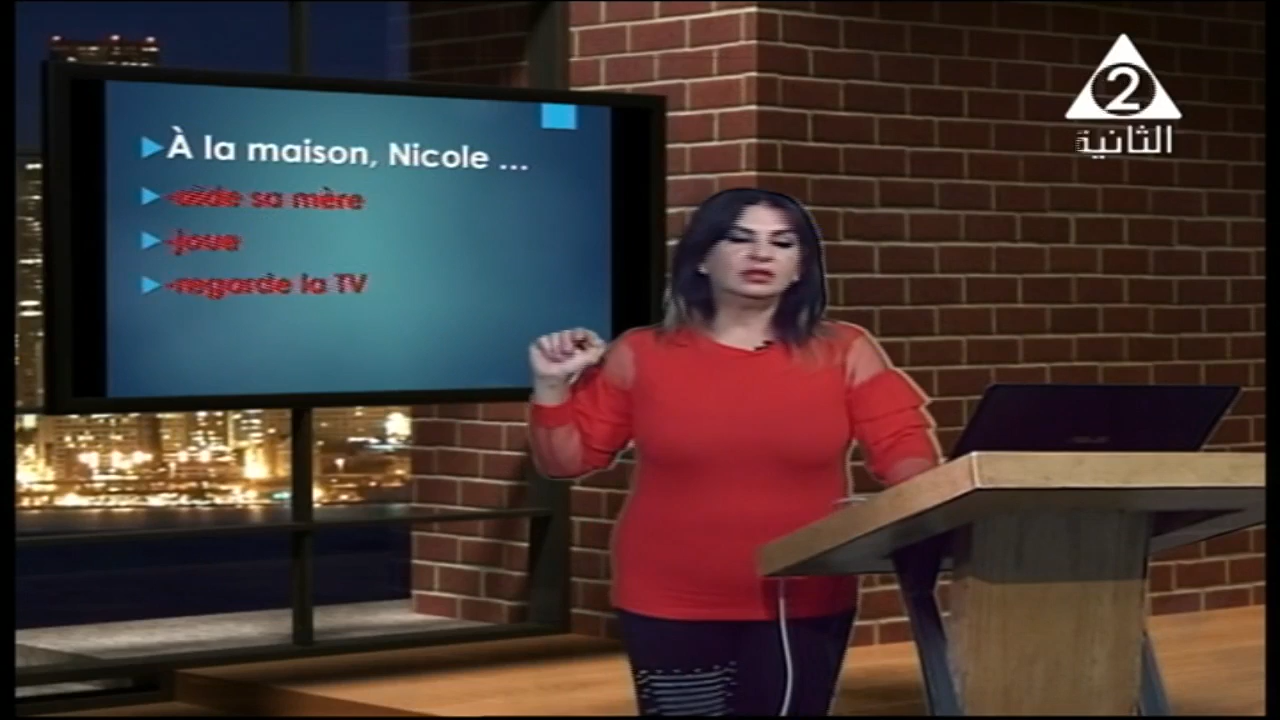 À la maison, Nicole ...
-aide sa mère
-joue
-regarde la TV
2
الثانية